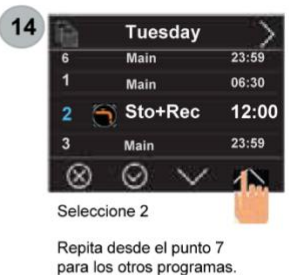 14
Tuesday
6 Main 23:59
1 Main 06:30
2 Sto+Rec 12:00
3 Main 23:59
Seleccione 2
Repita desde el punto 7
para los otros programas.